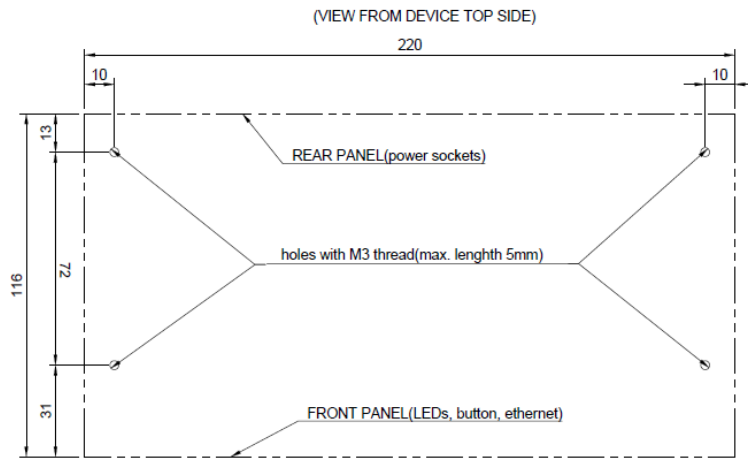 (VIEW FROM DEVICE TOP SIDE)
220
10
10
13
REAR PANEL(power sockets)
holes with M3 thread(max. lenghth 5mm)
72
116
31
FRONT PANEL(LEDs, button, ethernet)